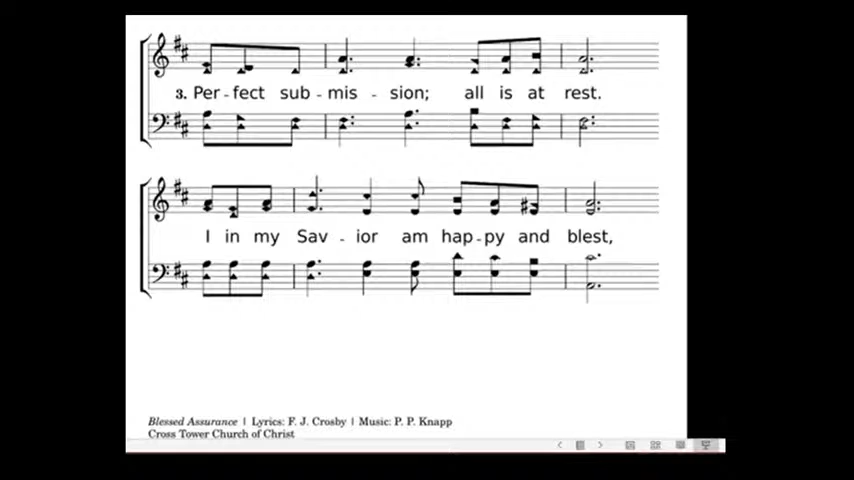 3. Per - fect sub - mis - sion; all is at rest.
I in my Sav - ior am hap - py and blest,
Blessed Assurance | Lyrics: F. J. Crosby | Music: P. P. Knapp
Cross Tower Church of Christ